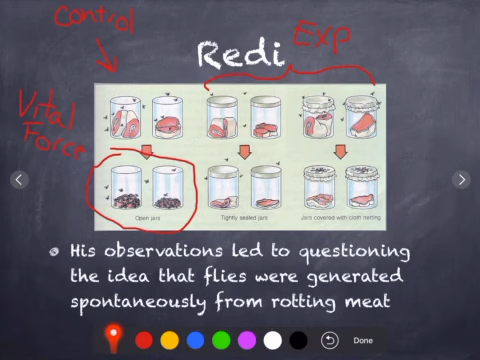 Control
Exp
Redi
Vital
Force
Open jars
Tightly sealed jars
Jars covered with cloth netting
His observations led to questioning
the idea that flies were generated
spontaneously from rotting meat
Done